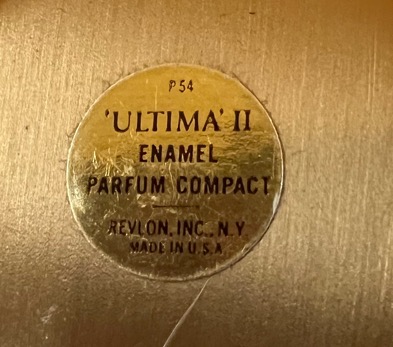 P54
'ULTIMA' II
ENAMEL
PARFUM COMPACT
REVLON, INC., N.Y.
MADE IN U.S.A